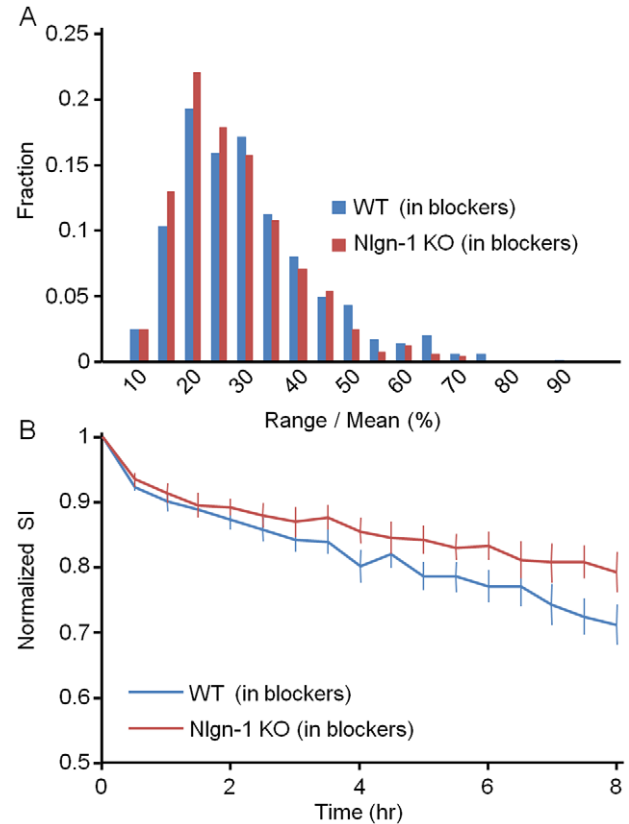 A
0.25
0.2
0.15
0.1
0.05
0
Fraction
WT (in blockers)
Nlgn-1 KO (in blockers)
10 20 30 40 50 60 70 80 90
Range / Mean (%)
B
1
0.9
0.8
0.7
0.6
0.5
Normalized SI
WT (in blockers)
Nlgn-1 KO (in blockers)
0 2 4 6 8
Time (hr)